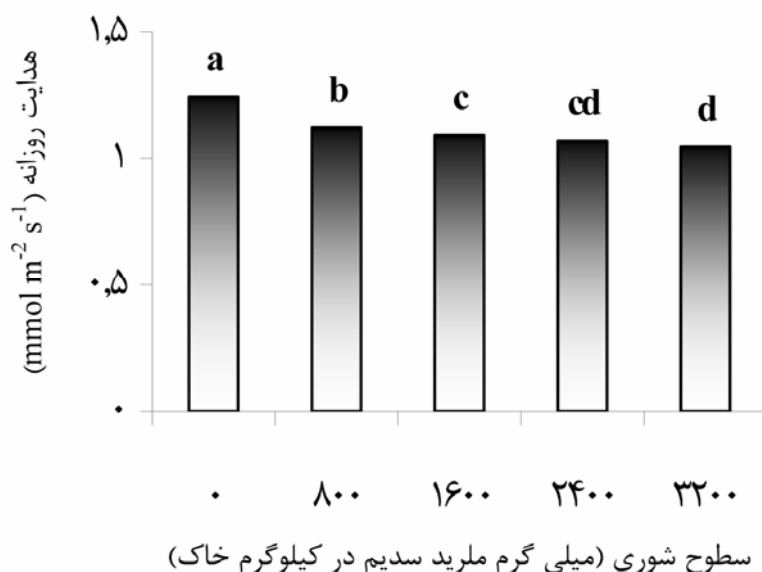 ۱,۵
۱
۰,۵
۰
هدایت روزانه (mmol m-2 s-1)
a
b
c
cd
d
۰
۸۰۰
۱۶۰۰
۲۴۰۰
۳۲۰۰
سطوح شوری (میلی گرم ملرید سدیم در کیلوگرم خاک)